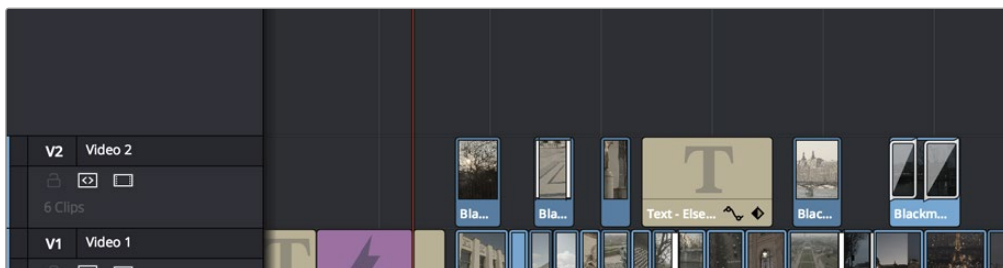 V2 Video 2
6 Clips
Bla... Bla... Text - Else... Blac... Blackm...
V1 Video 1